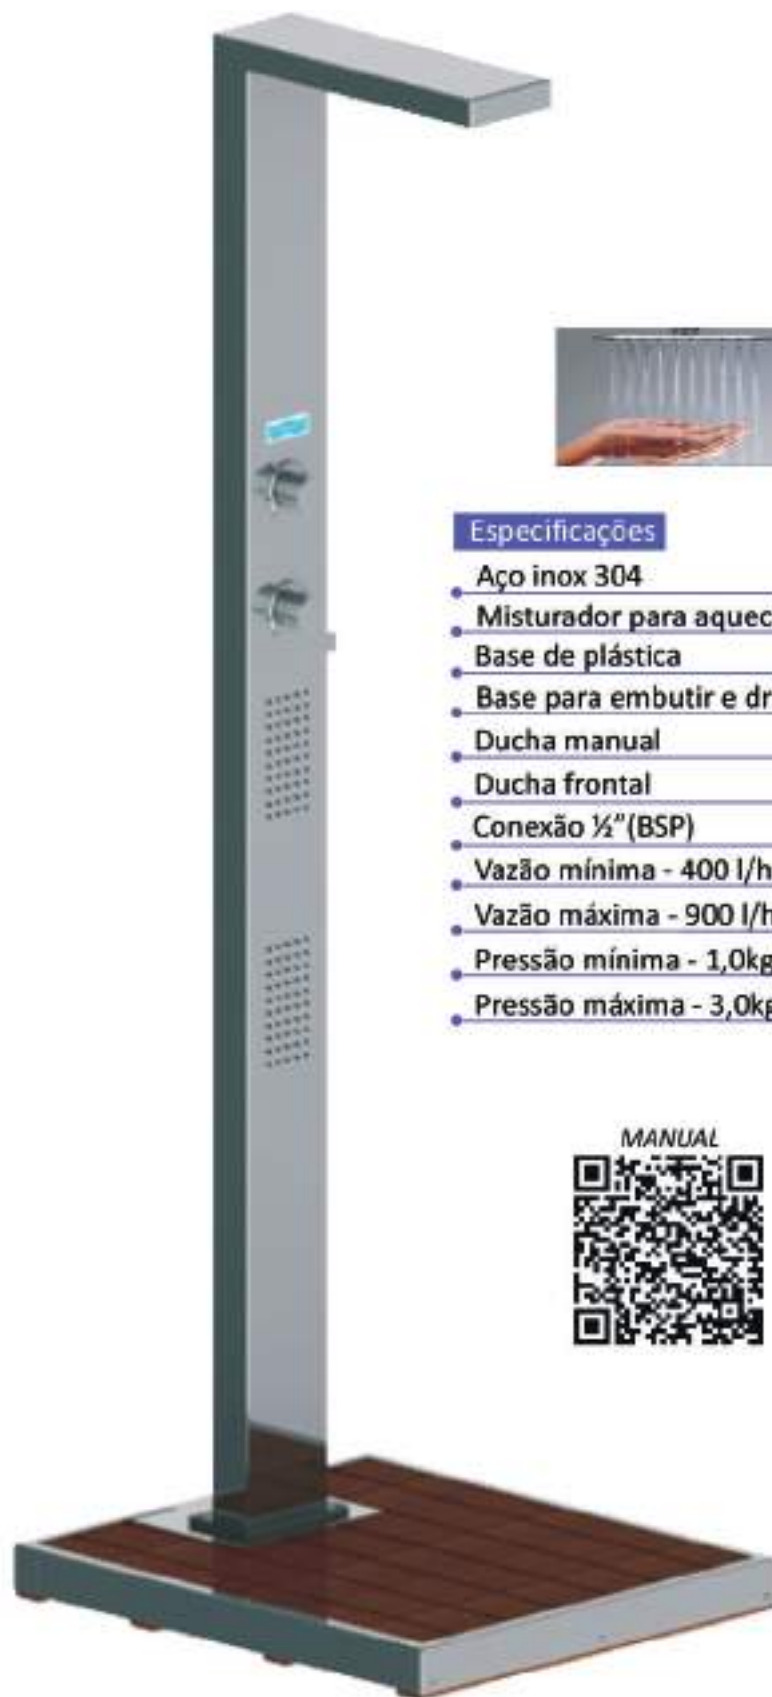 Especificações
Aço inox 304
Misturador para aquec
Base de plástica
Base para embutir e dr
Ducha manual
Ducha frontal
Conexão ½"(BSP)
Vazão mínima - 400 l/h
Vazão máxima - 900 l/h
Pressão mínima - 1,0kg
Pressão máxima - 3,0kg
MANUAL